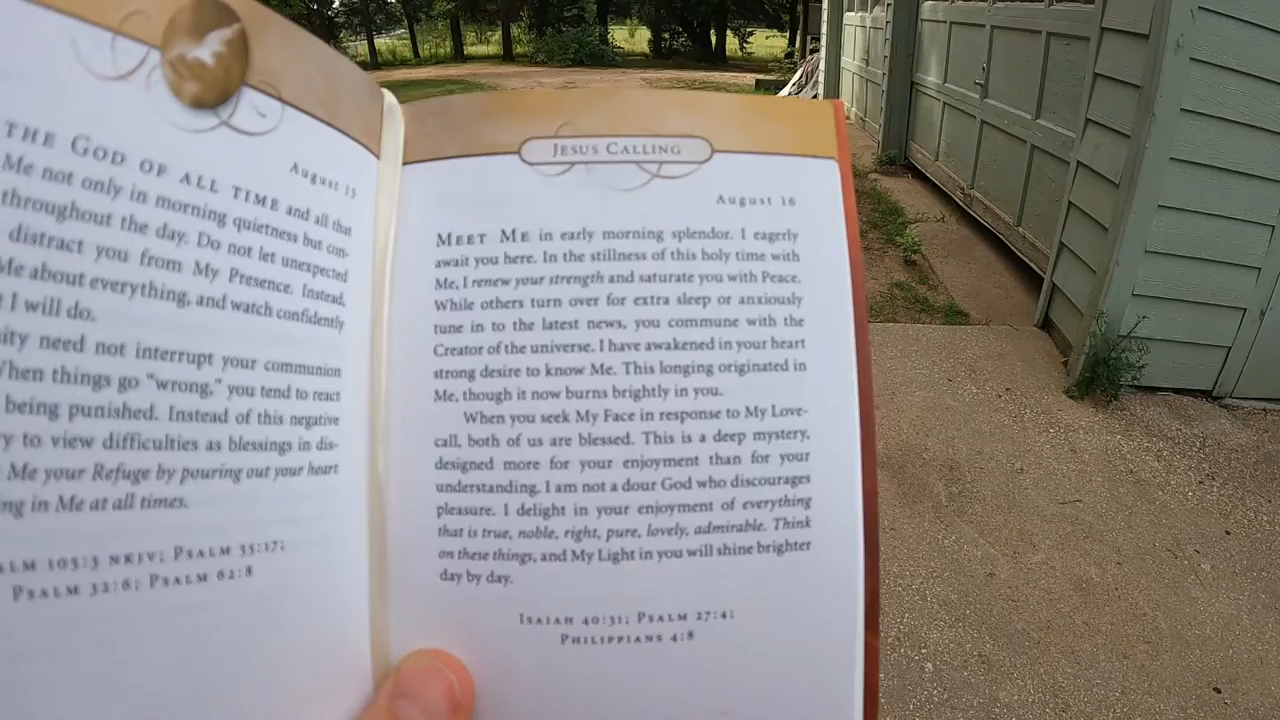 August 15
THE GOD OF ALL TIME and all that
Me not only in morning quietness but con-
throughout the day. Do not let unexpected
distract you from My Presence. Instead,
Me about everything, and watch confidently
I will do.
need not interrupt your communion
When things go "wrong," you tend to react
being punished. Instead of this negative
to view difficulties as blessings in dis-
Me your Refuge by pouring out your heart
in Me at all times.
105:3 NKJV; PSALM 55:17;
PSALM 32:6; PSALM 62:8
JESUS CALLING
August 16
MEET ME in early morning splendor. I eagerly
await you here. In the stillness of this holy time with
Me, I renew your strength and saturate you with Peace.
While others turn over for extra sleep or anxiously
tune in to the latest news, you commune with the
Creator of the universe. I have awakened in your heart
strong desire to know Me. This longing originated in
Me, though it now burns brightly in you.
When you seek My Face in response to My Love-
call, both of us are blessed. This is a deep mystery,
designed more for your enjoyment than for your
understanding. I am not a dour God who discourages
pleasure. I delight in your enjoyment of everything
that is true, noble, right, pure, lovely, admirable. Think
on these things, and My Light in you will shine brighter
day by day.
ISAIAH 40:31; PSALM 27:4;
PHILIPPIANS 4:8